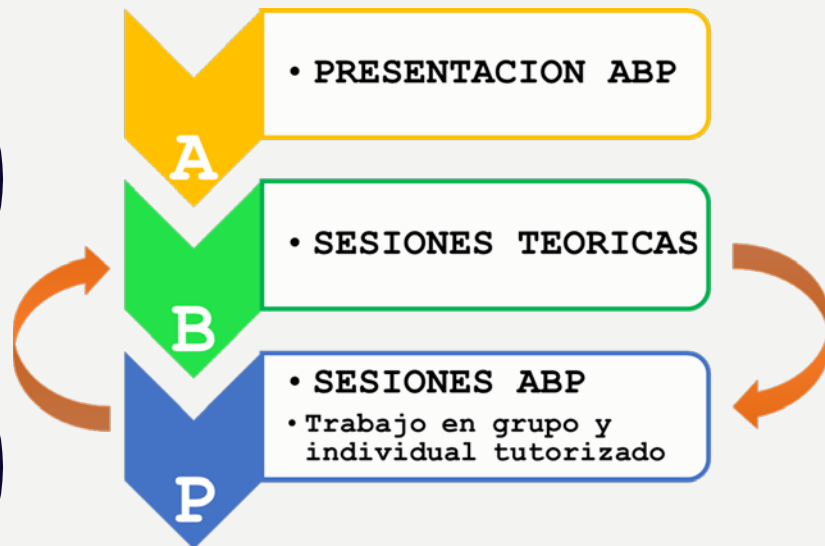 • PRESENTACION ABP
A
• SESIONES TEORICAS
B
• SESIONES ABP
• Trabajo en grupo y
individual tutorizado
P